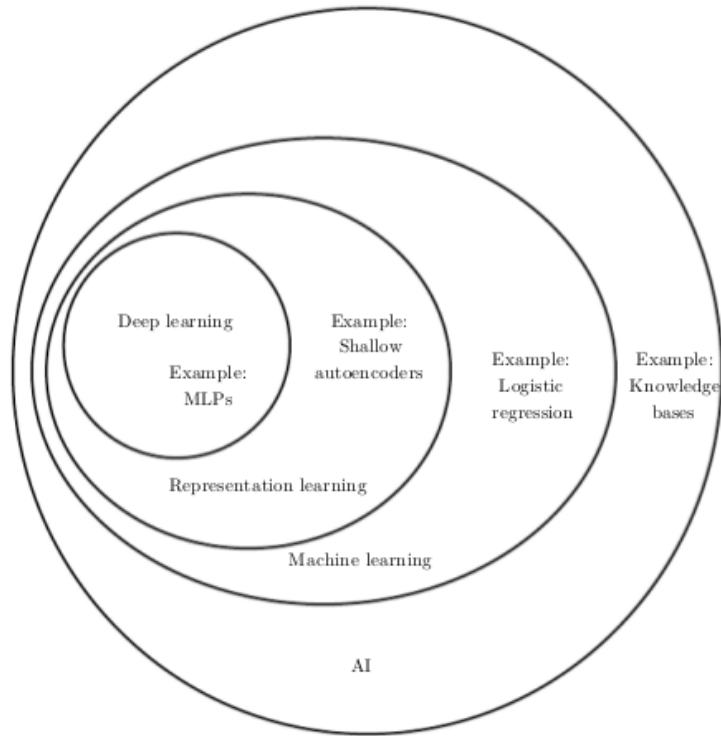 Deep learning
Example:
MLPs
Example:
Shallow
autoencoders
Example:
Logistic
regression
Example:
Knowledge
bases
Representation learning
Machine learning
AI